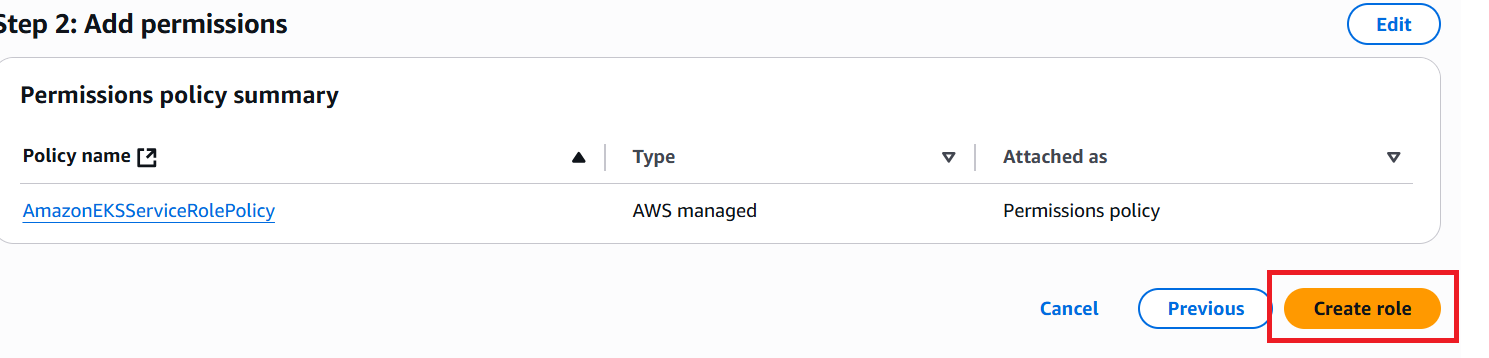 Step 2: Add permissions
Edit
Permissions policy summary
Policy name
Type
Attached as
AmazonEKSServiceRolePolicy
AWS managed
Permissions policy
Cancel
Previous
Create role